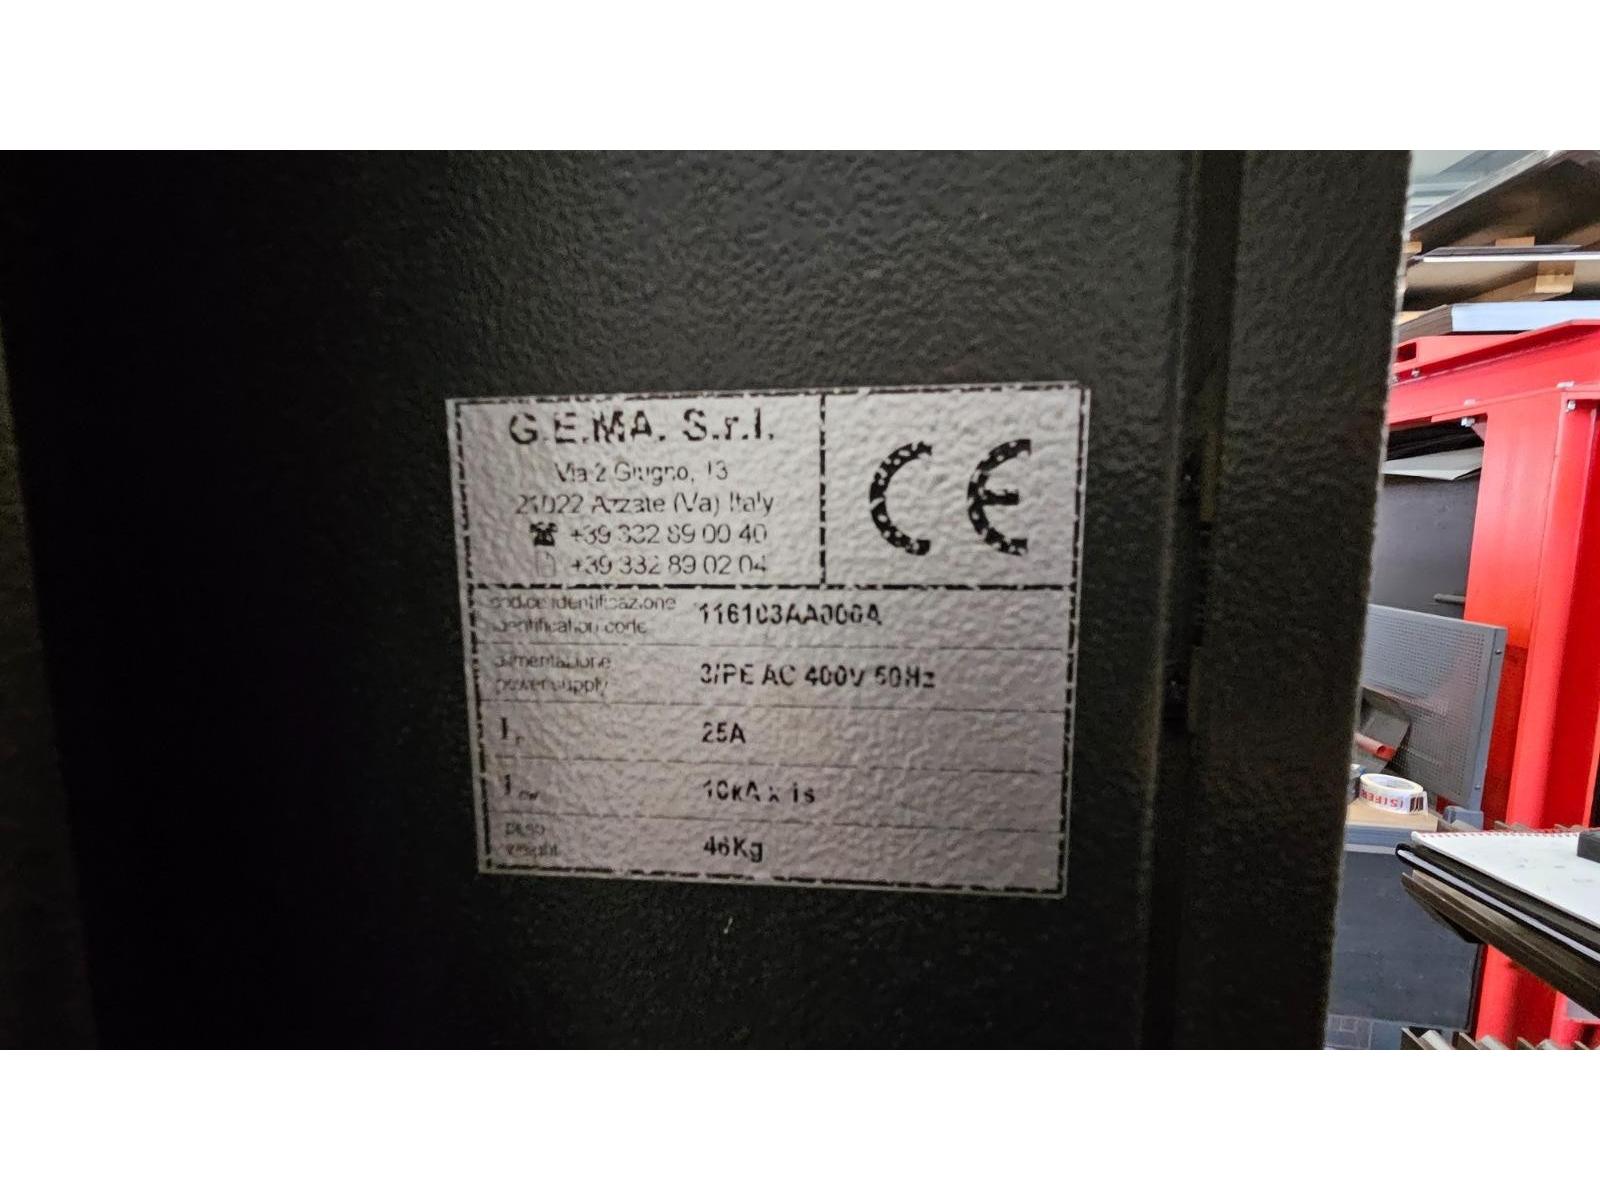 G.E.MA. S.r.l.
Via 2 Giugno, 13
21022 Azzate (Va) Italy
+39 332 89 00 40
+39 332 89 02 04
CE
codice identificazione
identification code
116103AA000A
alimentazione
power supply
3/PE AC 400V 50Hz
In
25A
Icw
10kA x 1s
peso
weight
46Kg